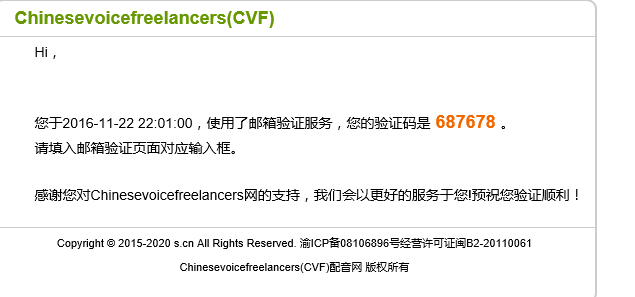 Chinesevoicefreelancers(CVF)
Hi，
您于2016-11-22 22:01:00，使用了邮箱验证服务，您的验证码是 687678 。
请填入邮箱验证页面对应输入框。
感谢您对Chinesevoicefreelancers网的支持，我们会以更好的服务于您!预祝您验证顺利！
Copyright © 2015-2020 s.cn All Rights Reserved. 渝ICP备08106896号经营许可证闽B2-20110061
Chinesevoicefreelancers(CVF)配音网 版权所有